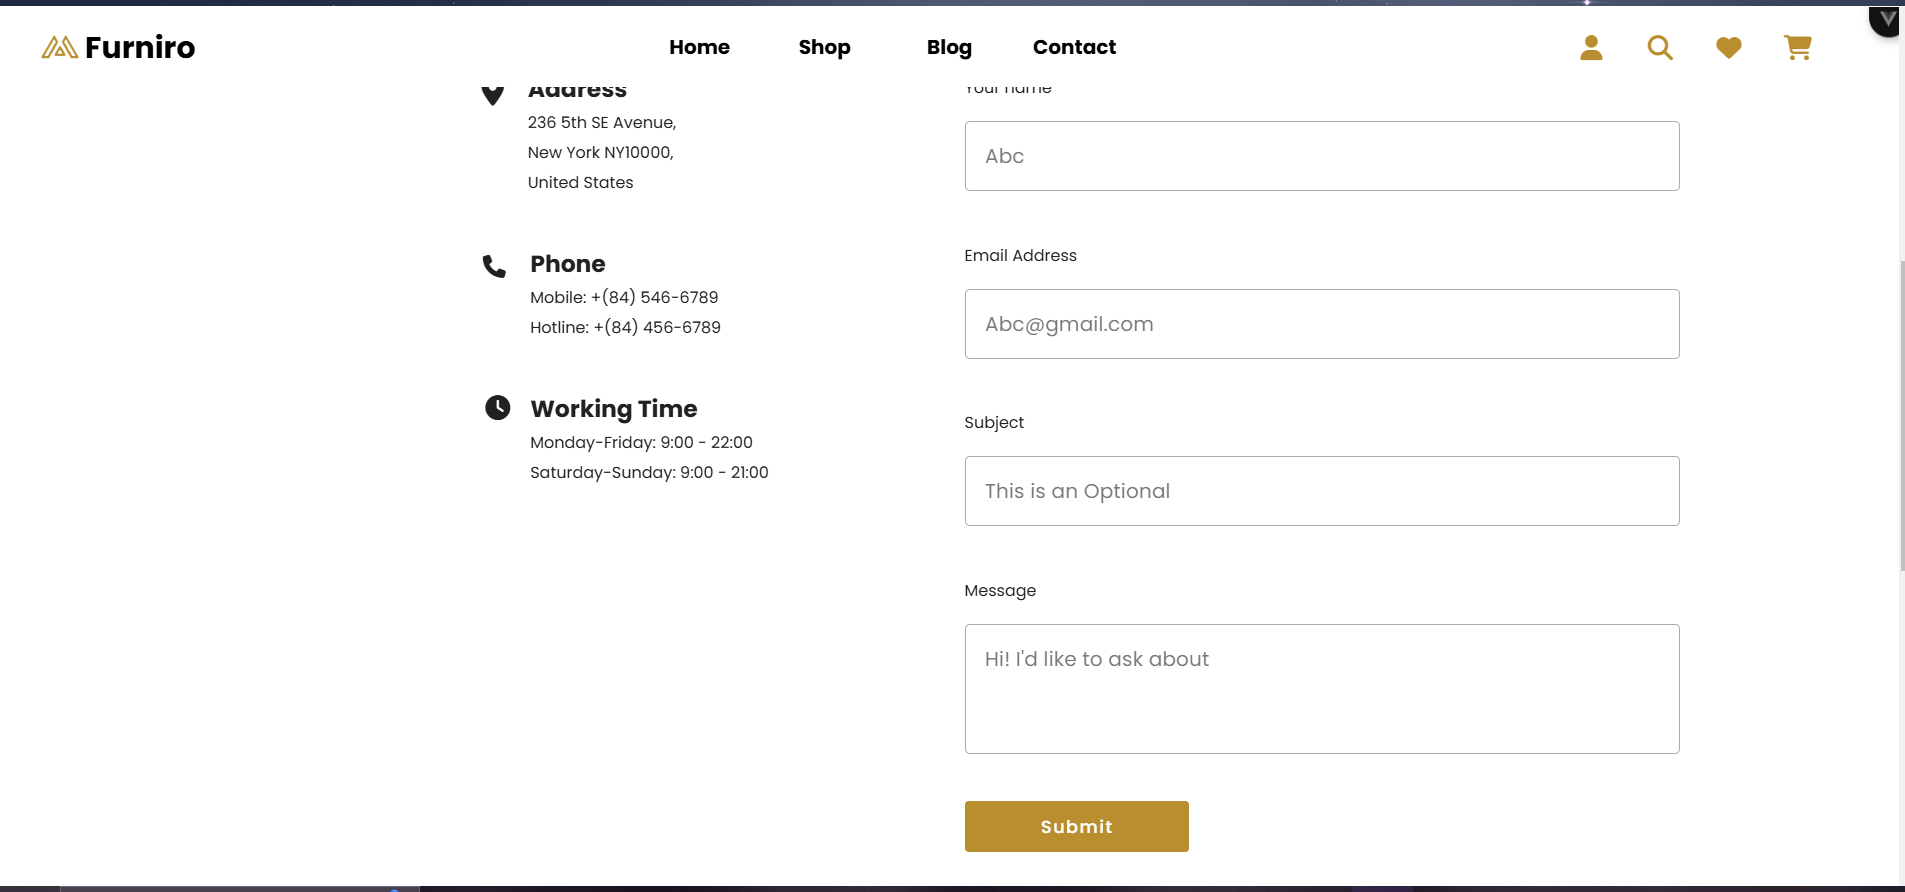 Furniro
Home
Shop
Blog
Contact
Address
236 5th SE Avenue,
New York NY10000,
United States
Phone
Mobile: +(84) 546-6789
Hotline: +(84) 456-6789
Working Time
Monday-Friday: 9:00 - 22:00
Saturday-Sunday: 9:00 - 21:00
Your name
Abc
Email Address
Abc@gmail.com
Subject
This is an Optional
Message
Hi! I'd like to ask about
Submit